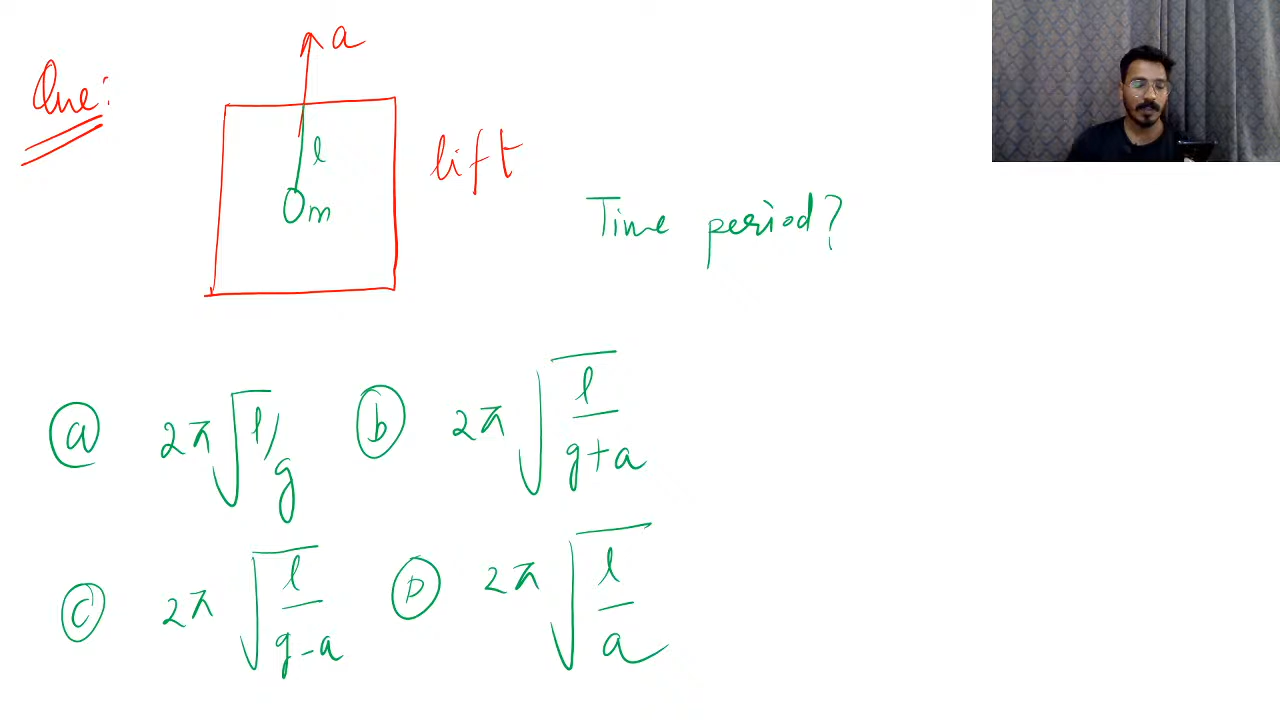 Que:
a
l
m
lift
Time period?
(a) 2π√l/g (b) 2π√(l/(g+a))
(c) 2π√(l/(g-a)) (D) 2π√(l/a)